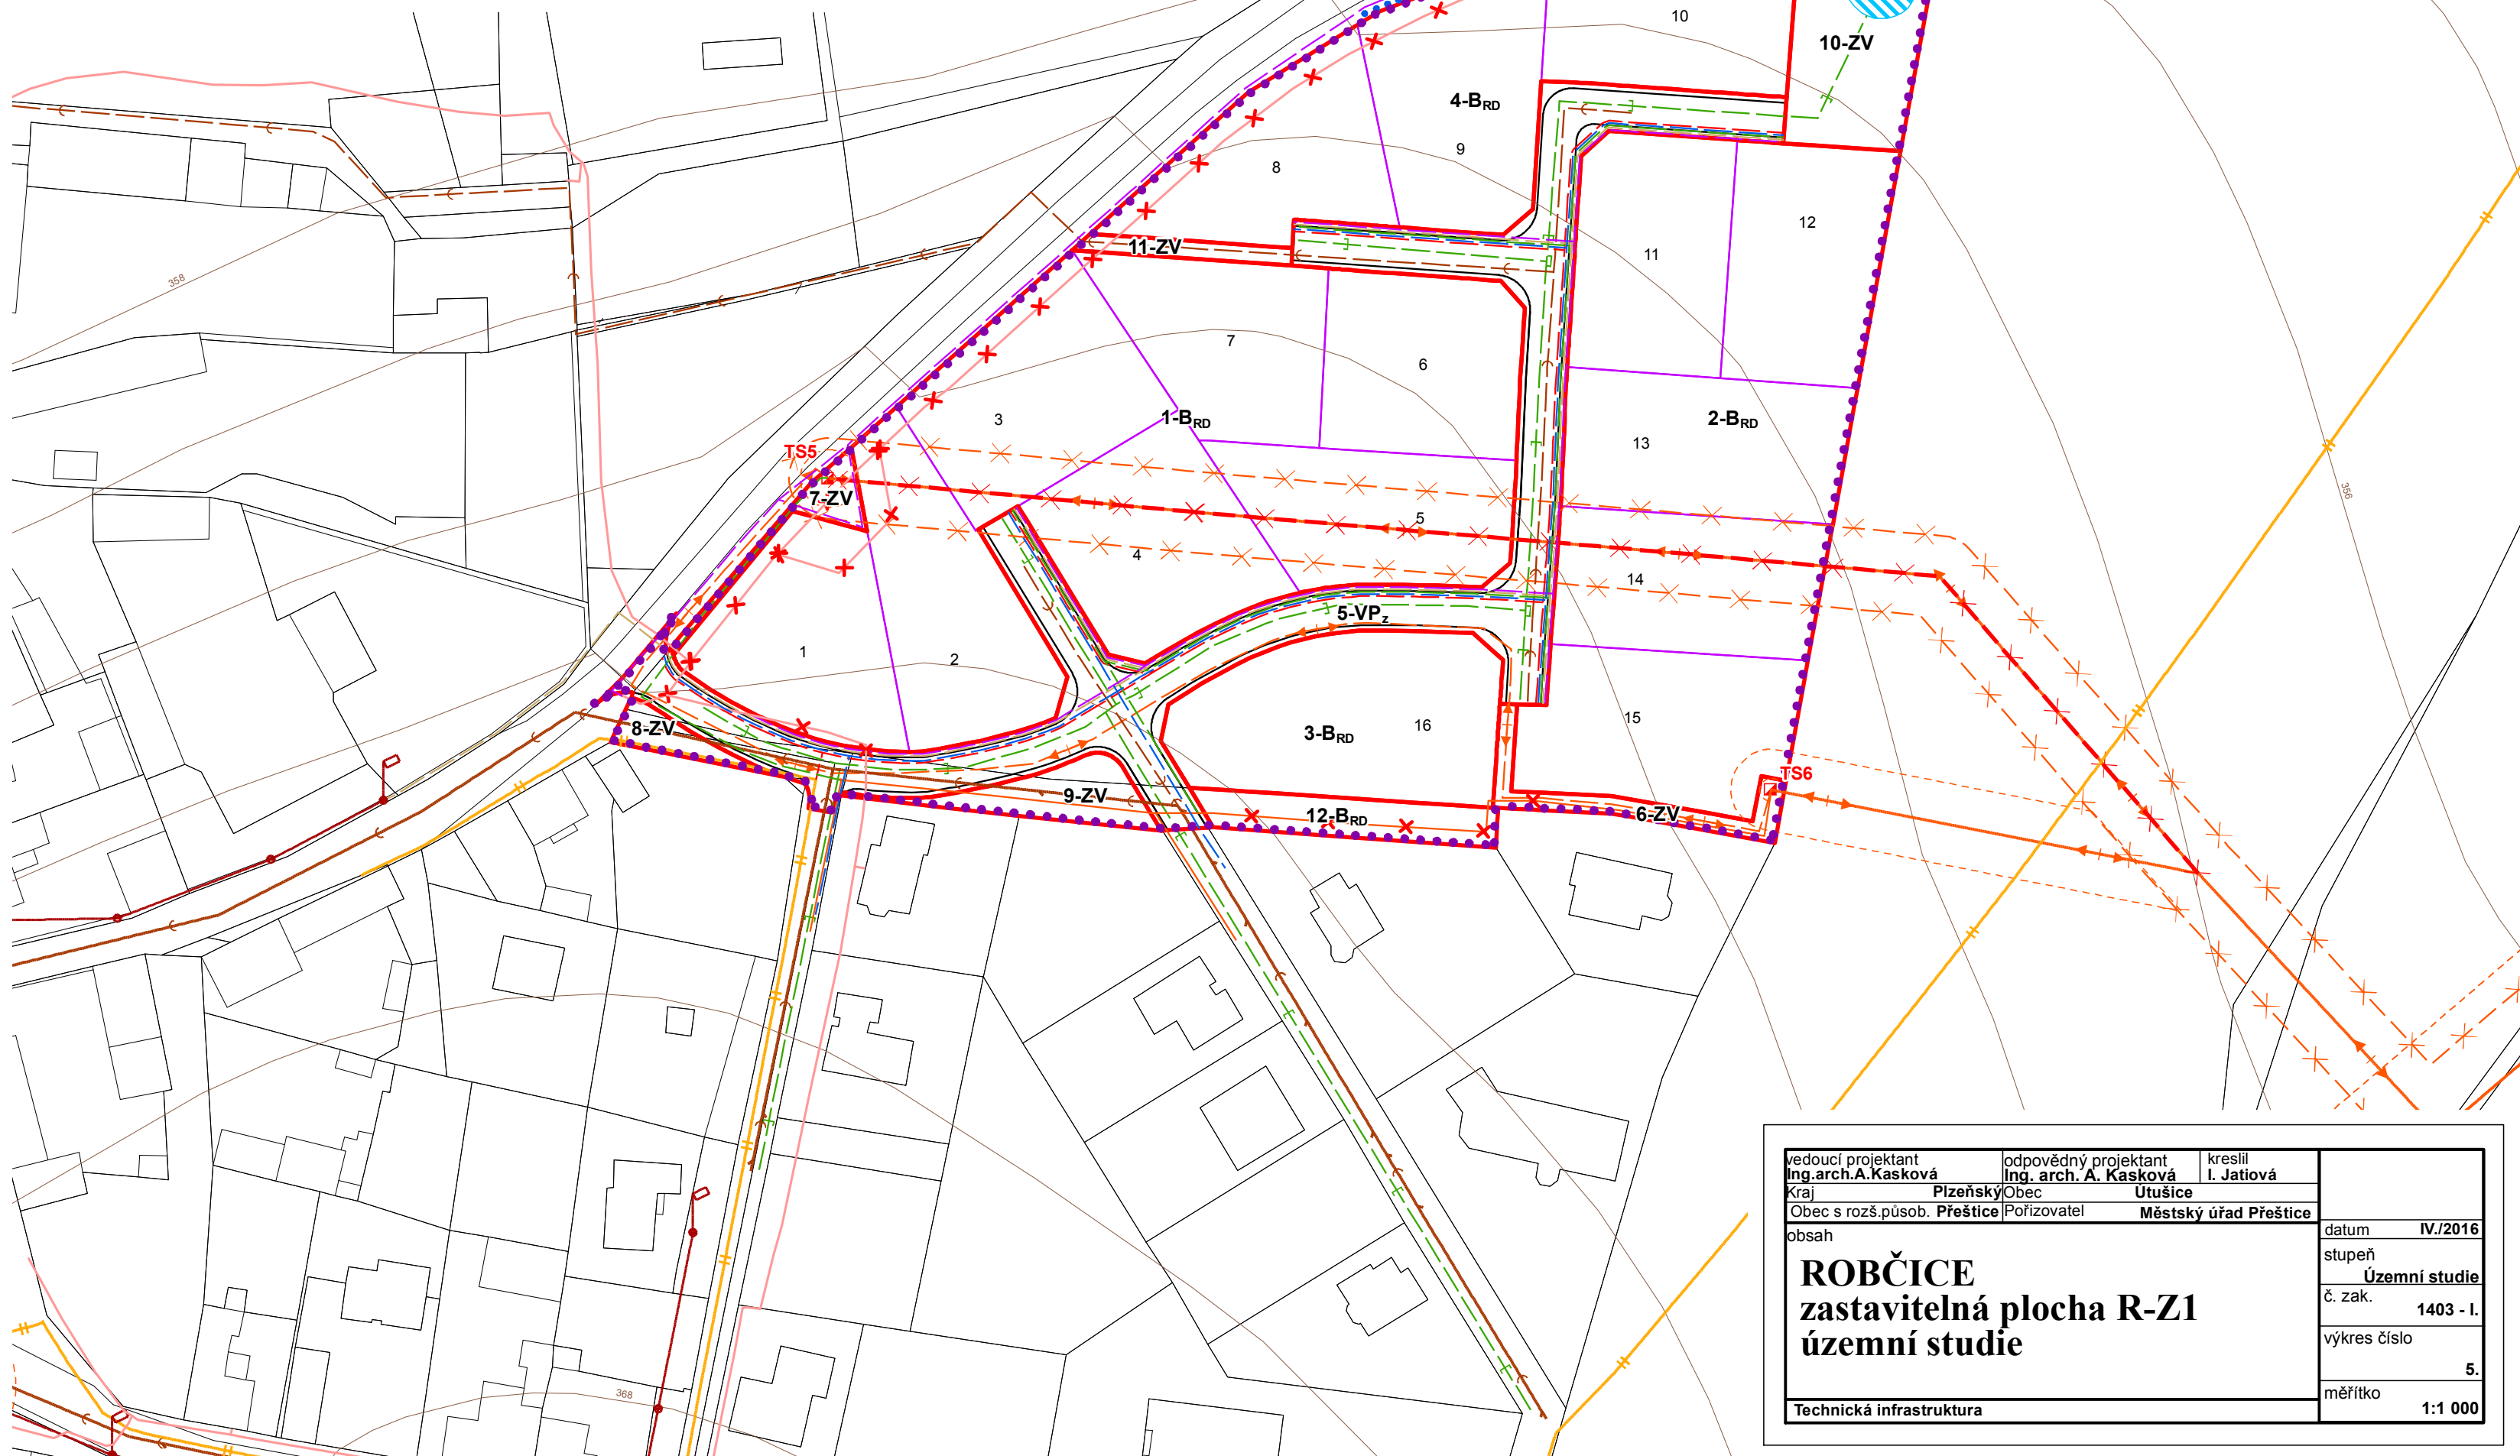 10
10-ZV
4-BRD
9
8
12
11
11-ZV
358
7
6
3
1-BRD
2-BRD
13
TS5
7-ZV
356
5
4
14
5-VPz
1
2
8-ZV
3-BRD
16
15
TS6
9-ZV
12-BRD
6-ZV
368
vedoucí projektant odpovědný projektant kreslil
Ing.arch.A.Kasková Ing. arch. A. Kasková I. Jatiová
Kraj Plzeňský Obec Útušice
Obec s rozš.působ. Přeštice Pořizovatel Městský úřad Přeštice
obsah
ROBČICE
zastavitelná plocha R-Z1
územní studie
Technická infrastruktura
datum IV./2016
stupeň
Územní studie
č. zak.
1403 - I.
výkres číslo
5.
měřítko
1:1 000